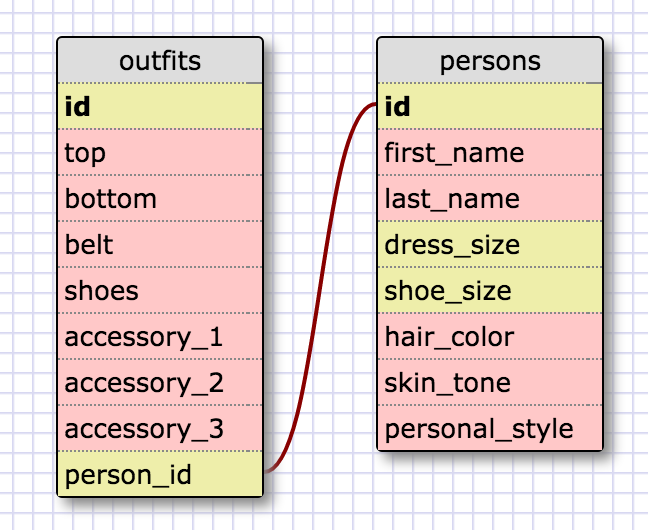 outfits
id
top
bottom
belt
shoes
accessory_1
accessory_2
accessory_3
person_id
persons
id
first_name
last_name
dress_size
shoe_size
hair_color
skin_tone
personal_style